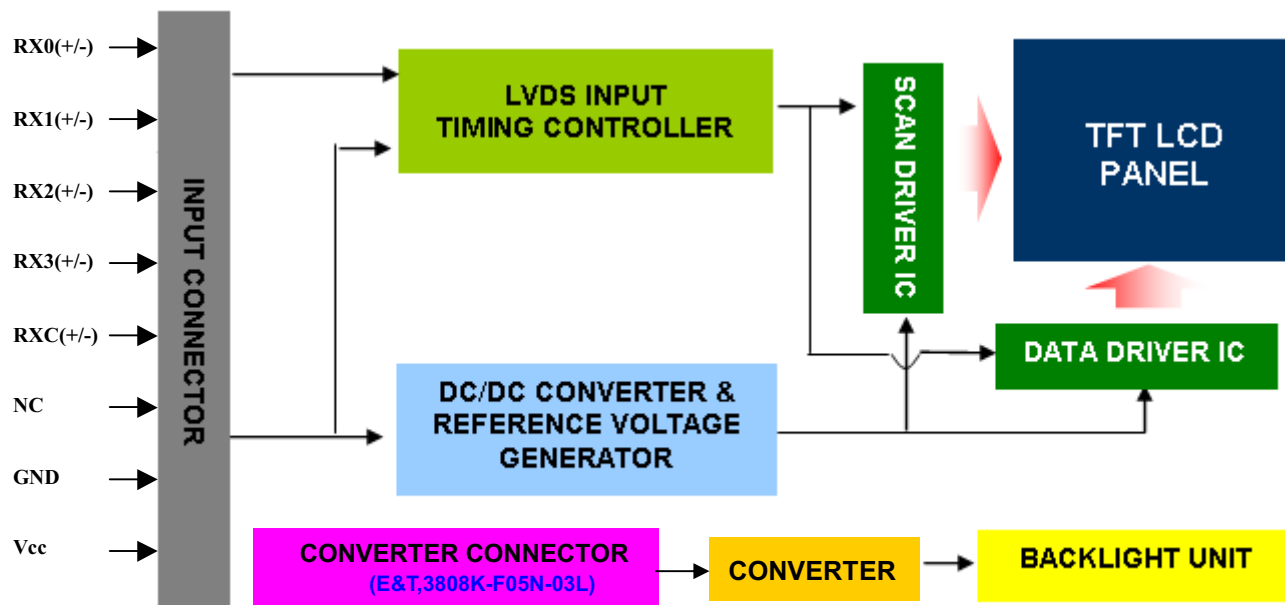 RX0(+/-)
RX1(+/-)
RX2(+/-)
RX3(+/-)
RXC(+/-)
NC
GND
Vcc
INPUT CONNECTOR
LVDS INPUT
TIMING CONTROLLER
SCAN DRIVER IC
TFT LCD
PANEL
DATA DRIVER IC
DC/DC CONVERTER &
REFERENCE VOLTAGE
GENERATOR
CONVERTER CONNECTOR
(E&T,3808K-F05N-03L)
CONVERTER
BACKLIGHT UNIT